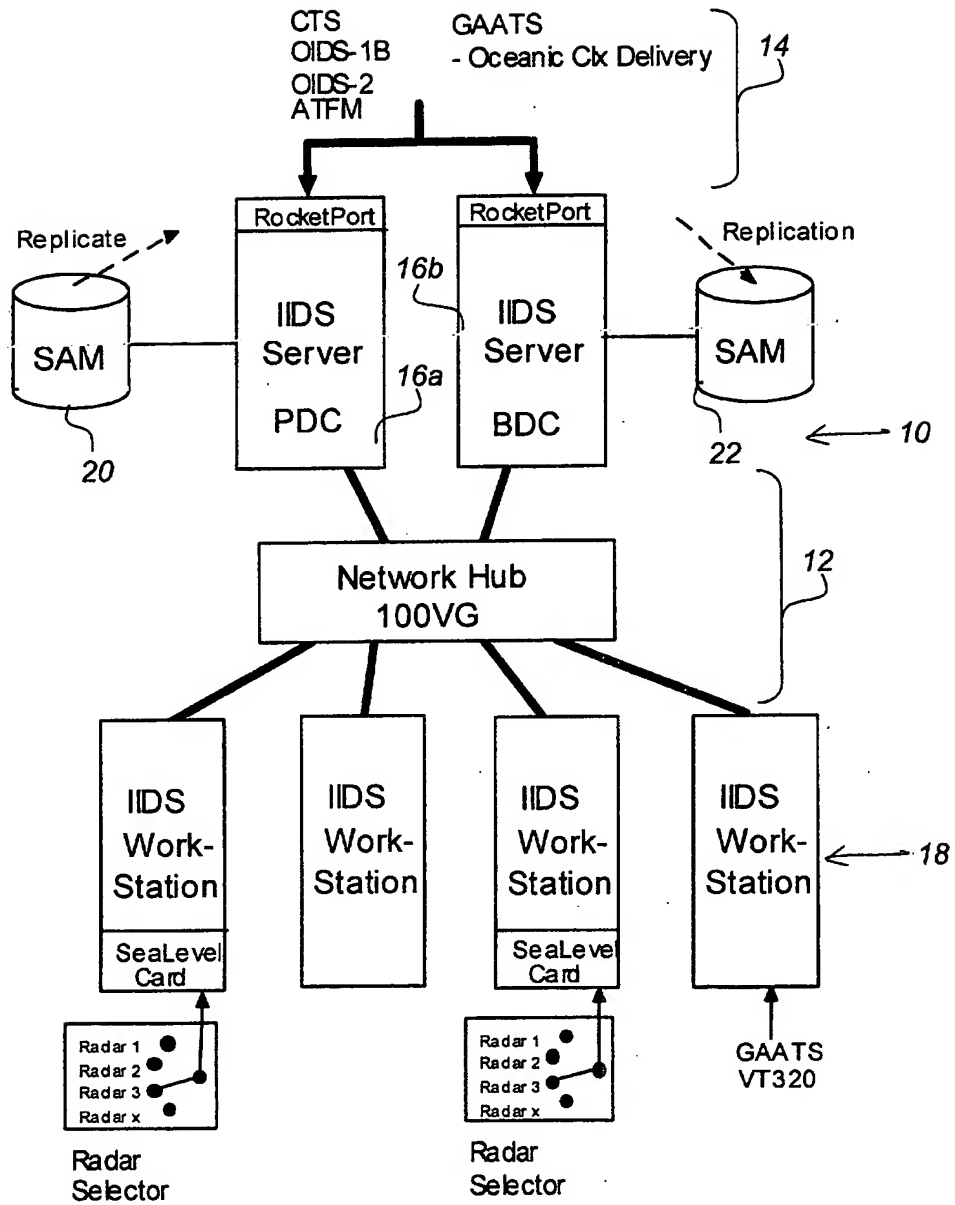 CTS
OIDS-1B
OIDS-2
ATFM
GAATS
- Oceanic Clx Delivery
14
RocketPort
RocketPort
Replicate
Replication
16b
IIDS
Server
PDC
IIDS
Server
BDC
SAM
SAM
16a
20
22
10
Network Hub
100VG
12
IIDS
Work-
Station
SeaLevel
Card
IIDS
Work-
Station
IIDS
Work-
Station
SeaLevel
Card
IIDS
Work-
Station
18
Radar 1
Radar 2
Radar 3
Radar x
Radar
Selector
Radar 1
Radar 2
Radar 3
Radar x
Radar
Selector
GAATS
VT320